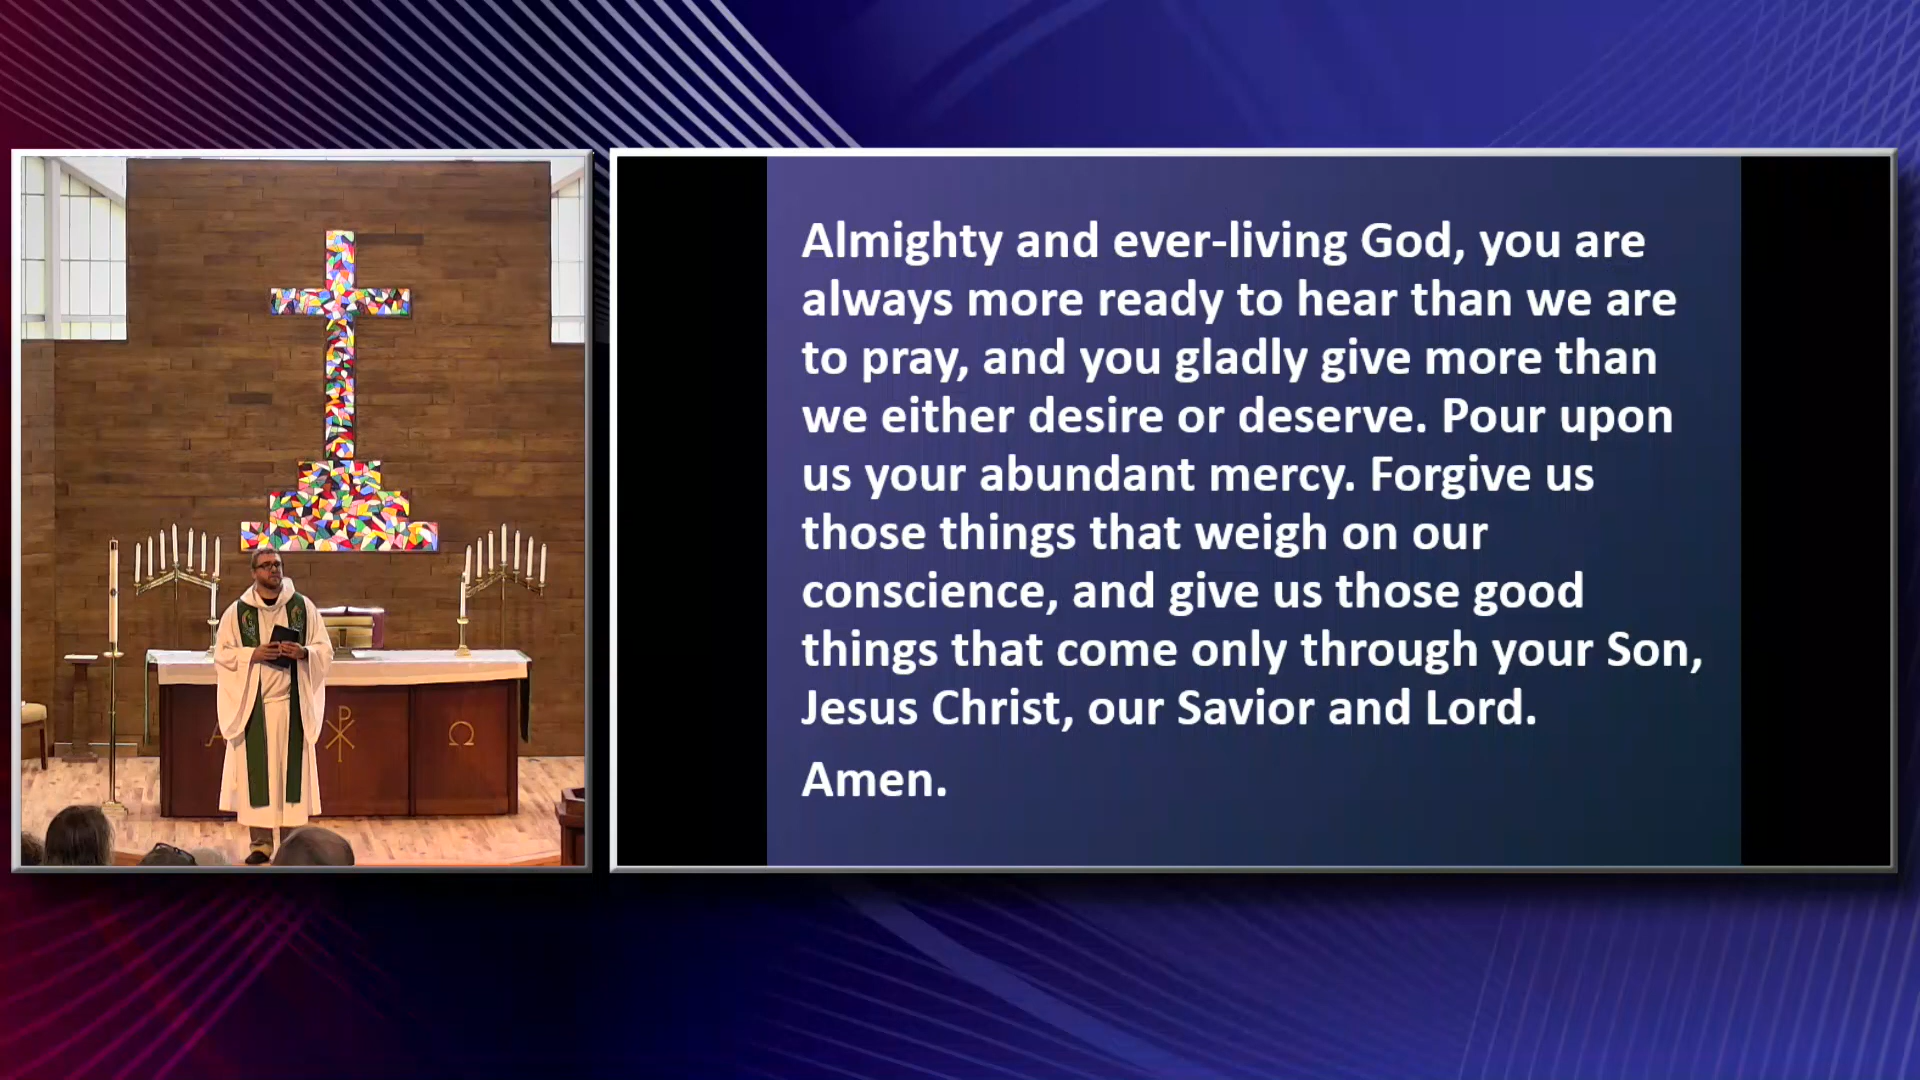 Almighty and ever-living God, you are
always more ready to hear than we are
to pray, and you gladly give more than
we either desire or deserve. Pour upon
us your abundant mercy. Forgive us
those things that weigh on our
conscience, and give us those good
things that come only through your Son,
Jesus Christ, our Savior and Lord.
Amen.
A
Ω